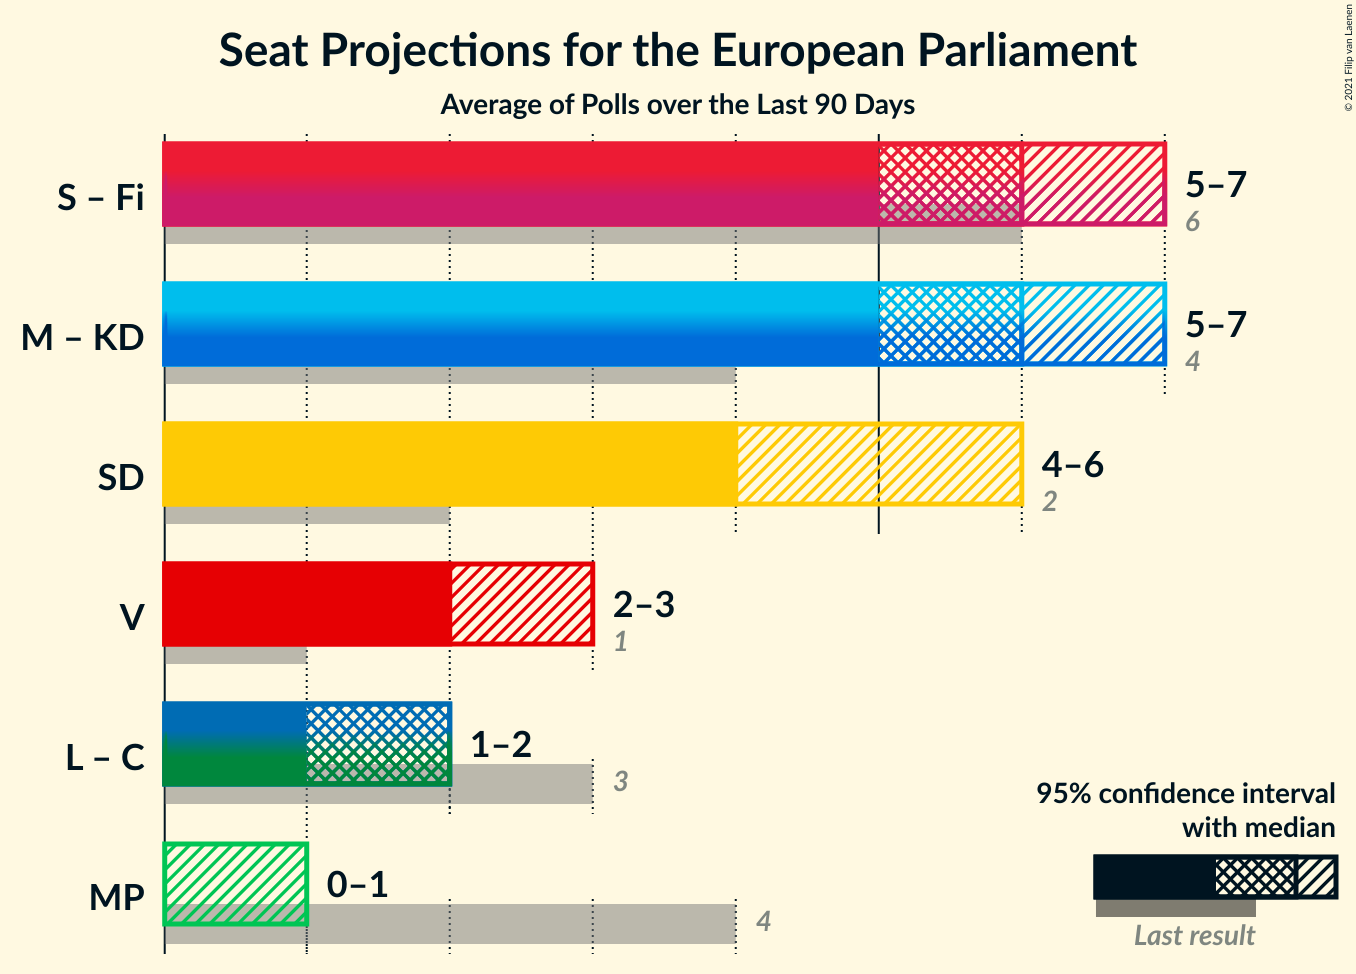 Seat Projections for the European Parliament
Average of Polls over the Last 90 Days
© 2021 Filip van Laenen
S – Fi
5–7
6
M – KD
5–7
4
SD
4–6
2
V
2–3
1
L – C
1–2
3
MP
0–1
4
95% confidence interval
with median
Last result